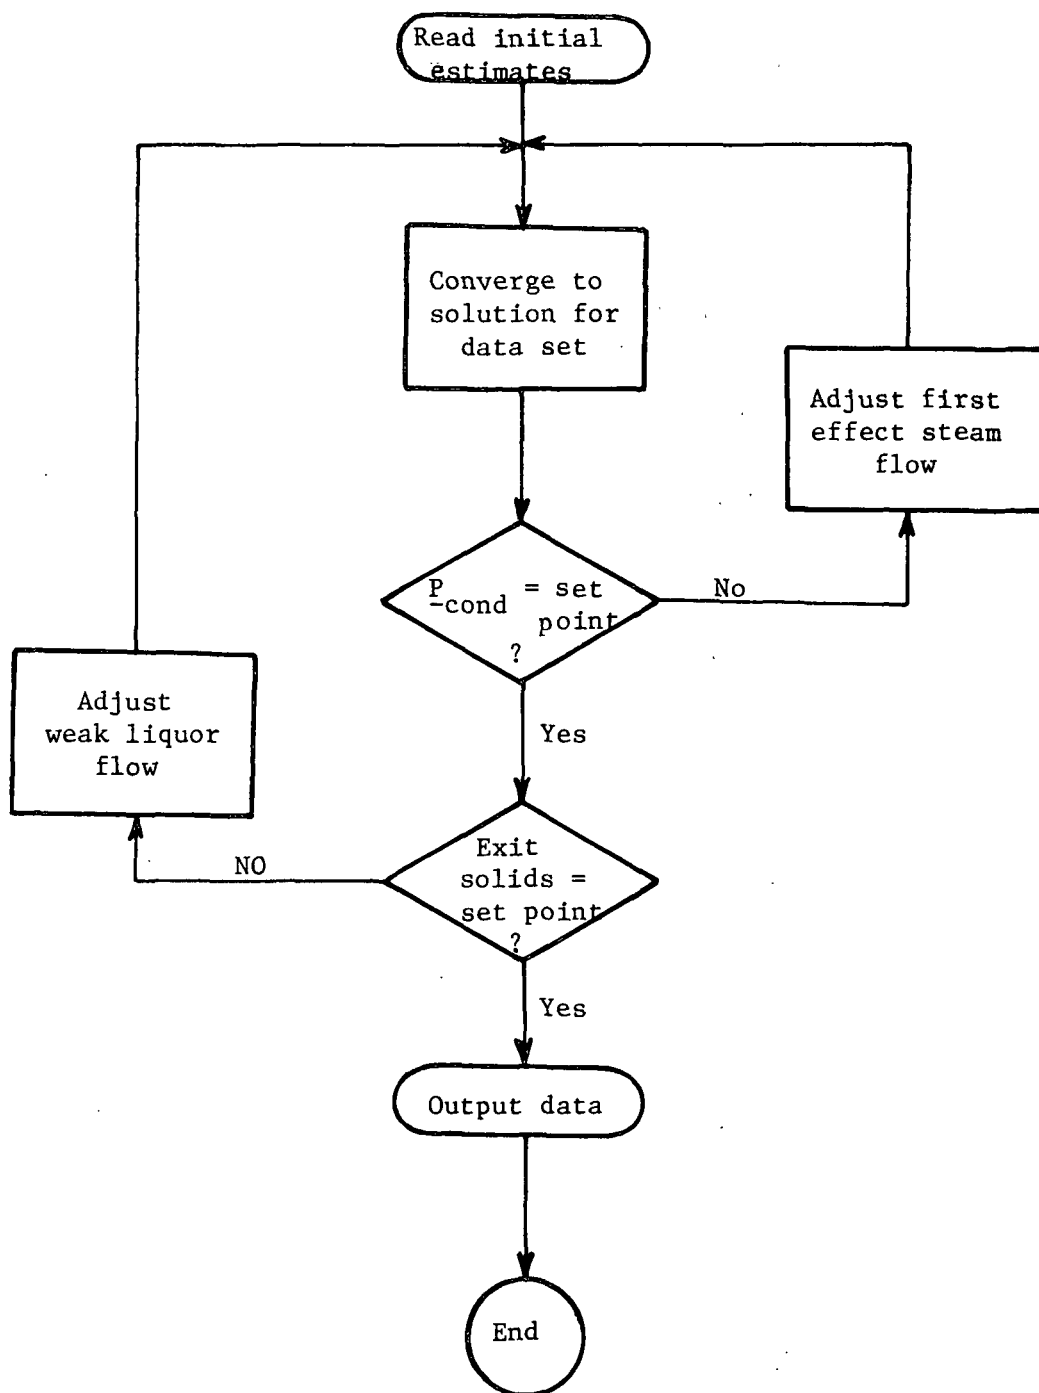 Read initial
estimates
Converge to
solution for
data set
Adjust first
effect steam
flow
P_cond = set
point
?
No
Yes
Adjust
weak liquor
flow
NO
Exit
solids =
set point
?
Yes
Output data
End